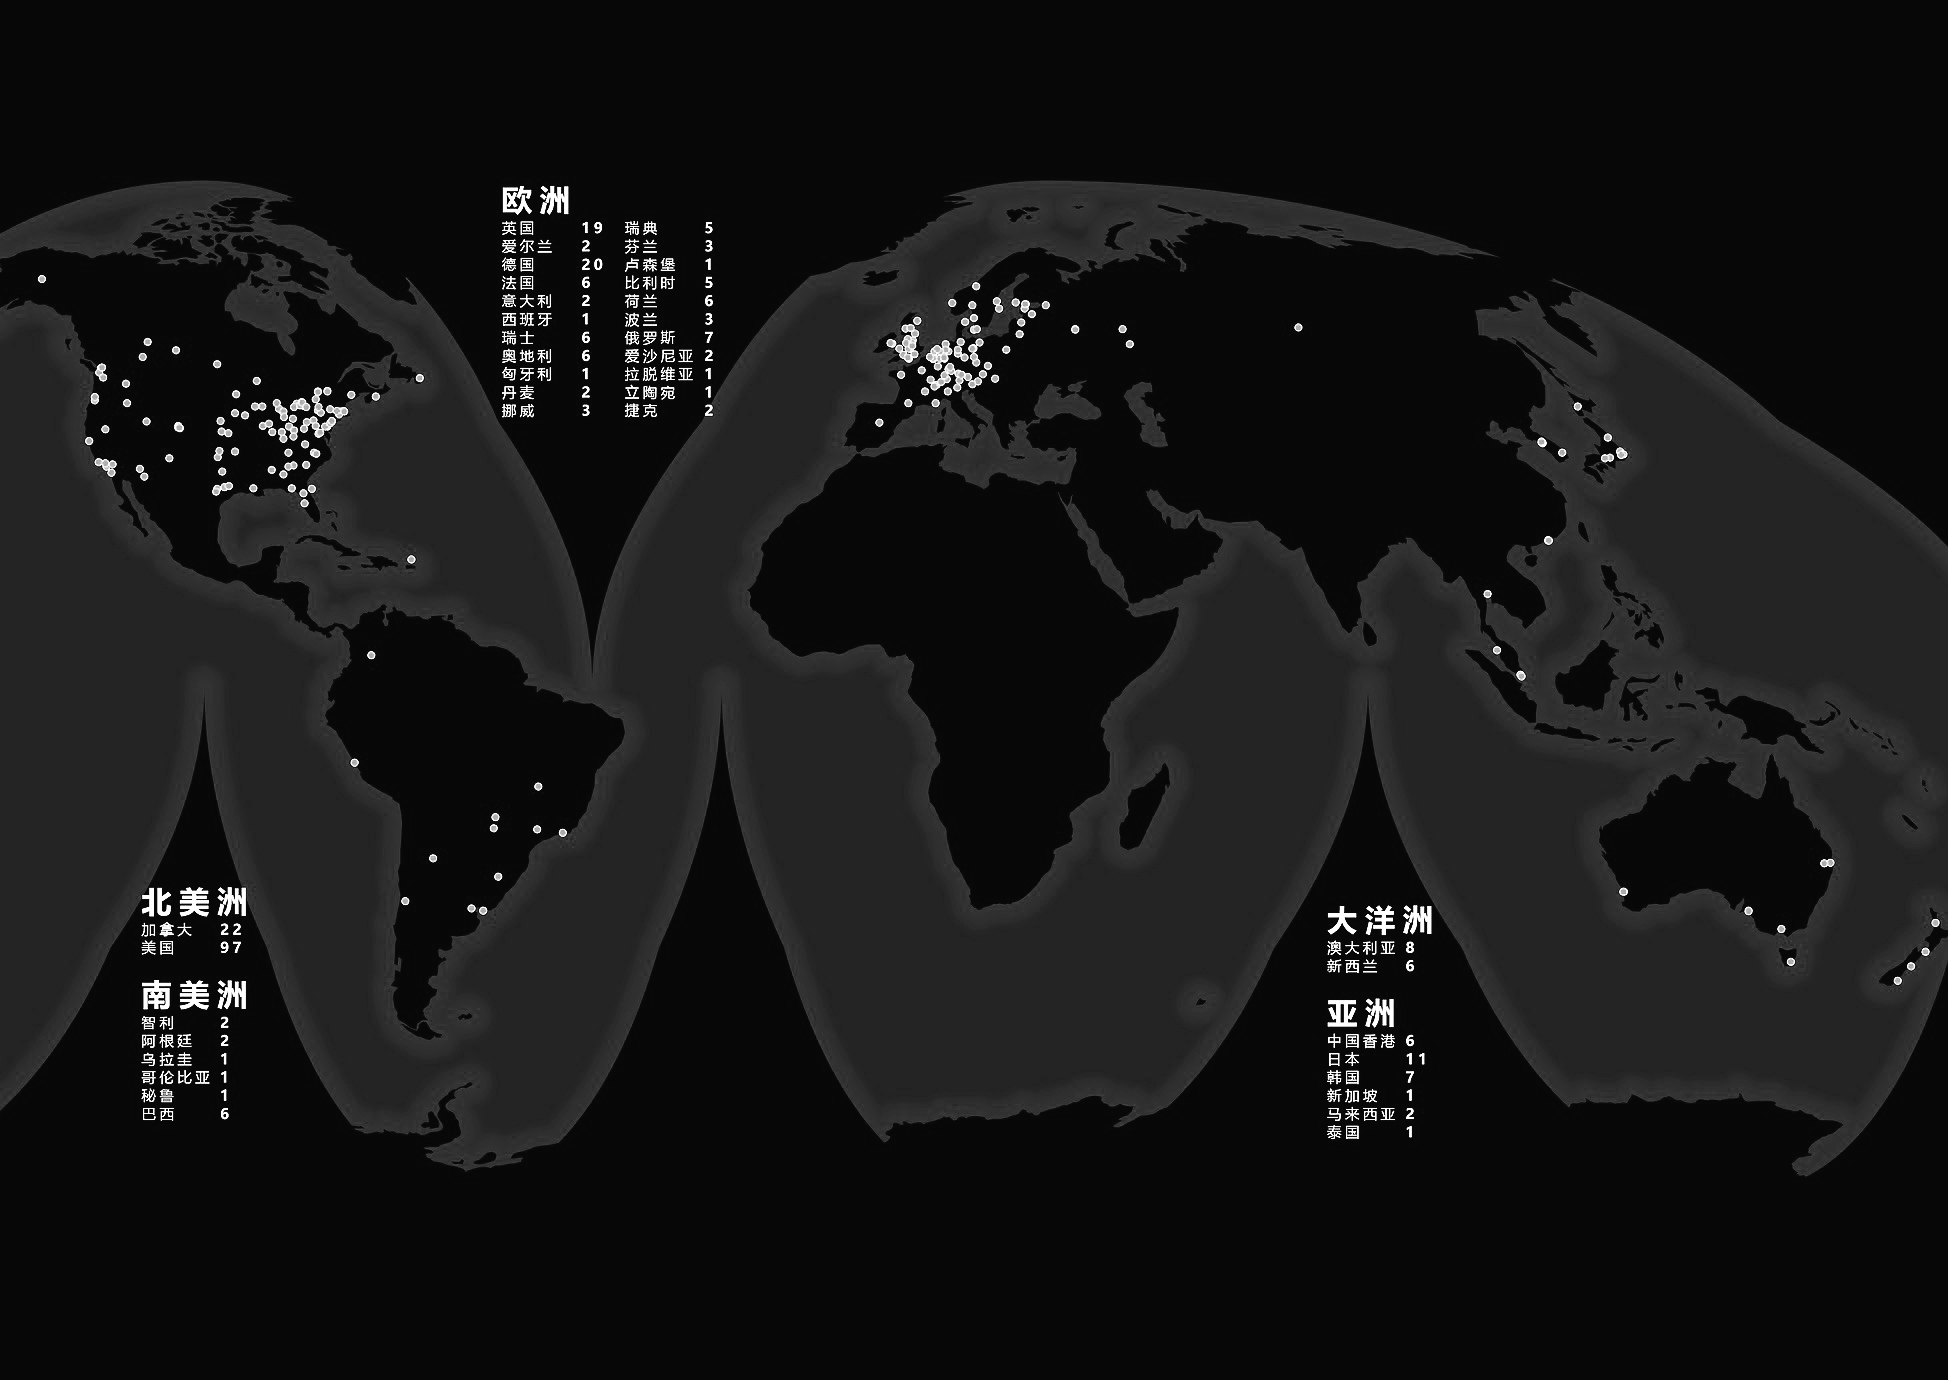 欧洲
英国 19 瑞典 5
爱尔兰 2 芬兰 3
德国 20 卢森堡 1
法国 6 比利时 5
意大利 2 荷兰 6
西班牙 1 波兰 3
瑞士 6 俄罗斯 7
奥地利 6 爱沙尼亚 2
匈牙利 1 拉脱维亚 1
丹麦 2 立陶宛 1
挪威 3 捷克 2
北美洲
加拿大 22
美国 97
南美洲
智利 2
阿根廷 2
乌拉圭 1
哥伦比亚 1
秘鲁 1
巴西 6
大洋洲
澳大利亚 8
新西兰 6
亚洲
中国香港 6
日本 11
韩国 7
新加坡 1
马来西亚 2
泰国 1